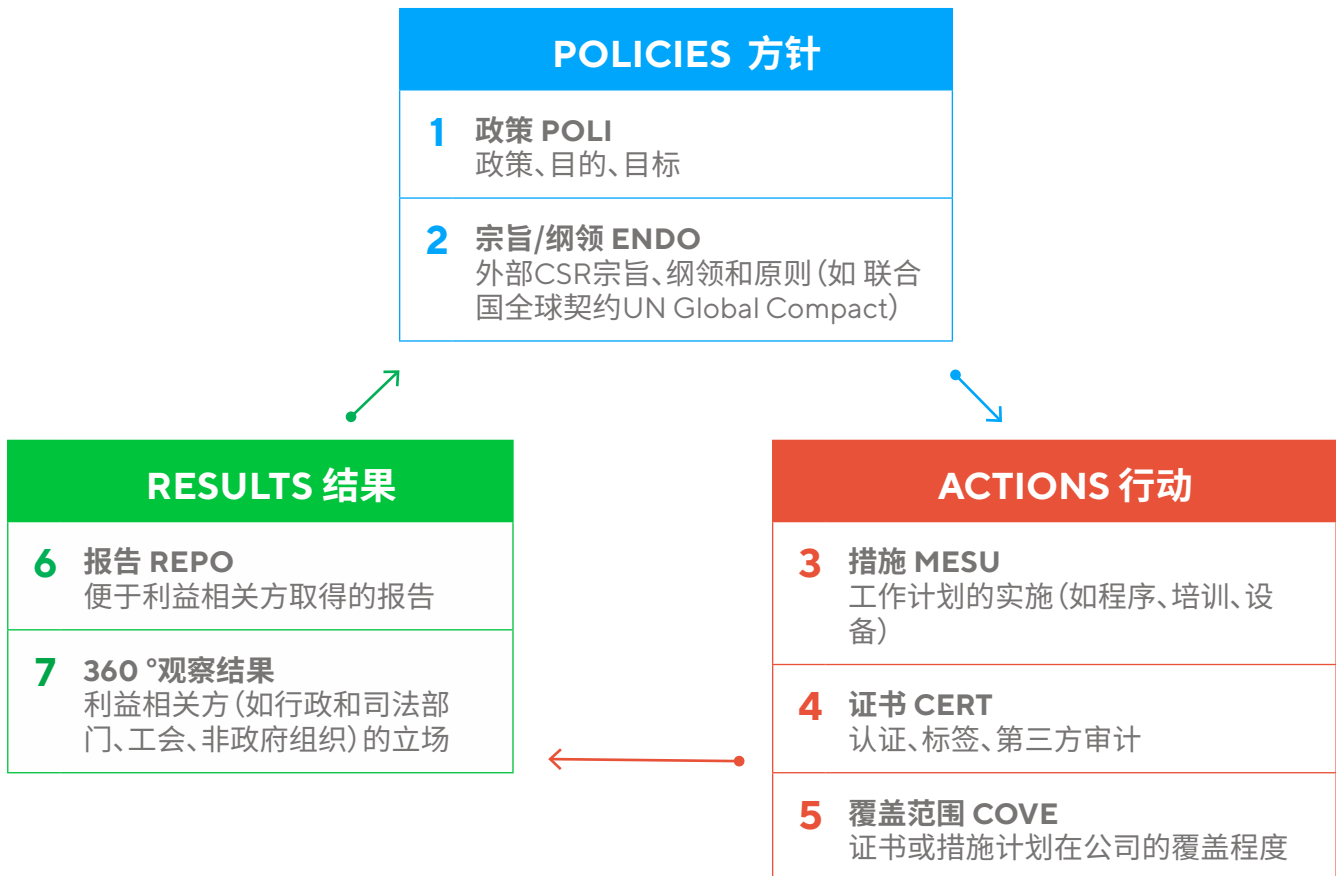 POLICIES 方针
1 政策 POLI
政策、目的、目标
2 宗旨/纲领 ENDO
外部CSR宗旨、纲领和原则(如 联合
国全球契约UN Global Compact)
ACTIONS 行动
3 措施 MESU
工作计划的实施(如程序、培训、设
备)
4 证书 CERT
认证、标签、第三方审计
5 覆盖范围 COVE
证书或措施计划在公司的覆盖程度
RESULTS 结果
6 报告 REPO
便于利益相关方取得的报告
7 360 °观察结果
利益相关方(如行政和司法部
门、工会、非政府组织)的立场